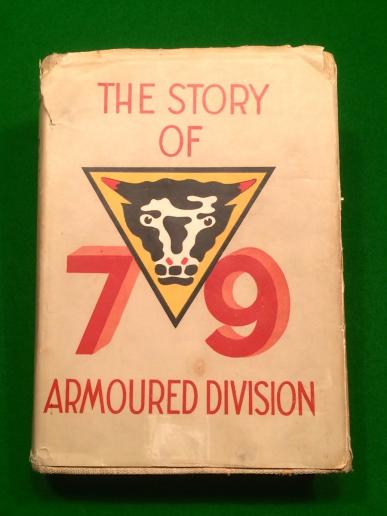 THE STORY
OF
79
ARMOURED DIVISION